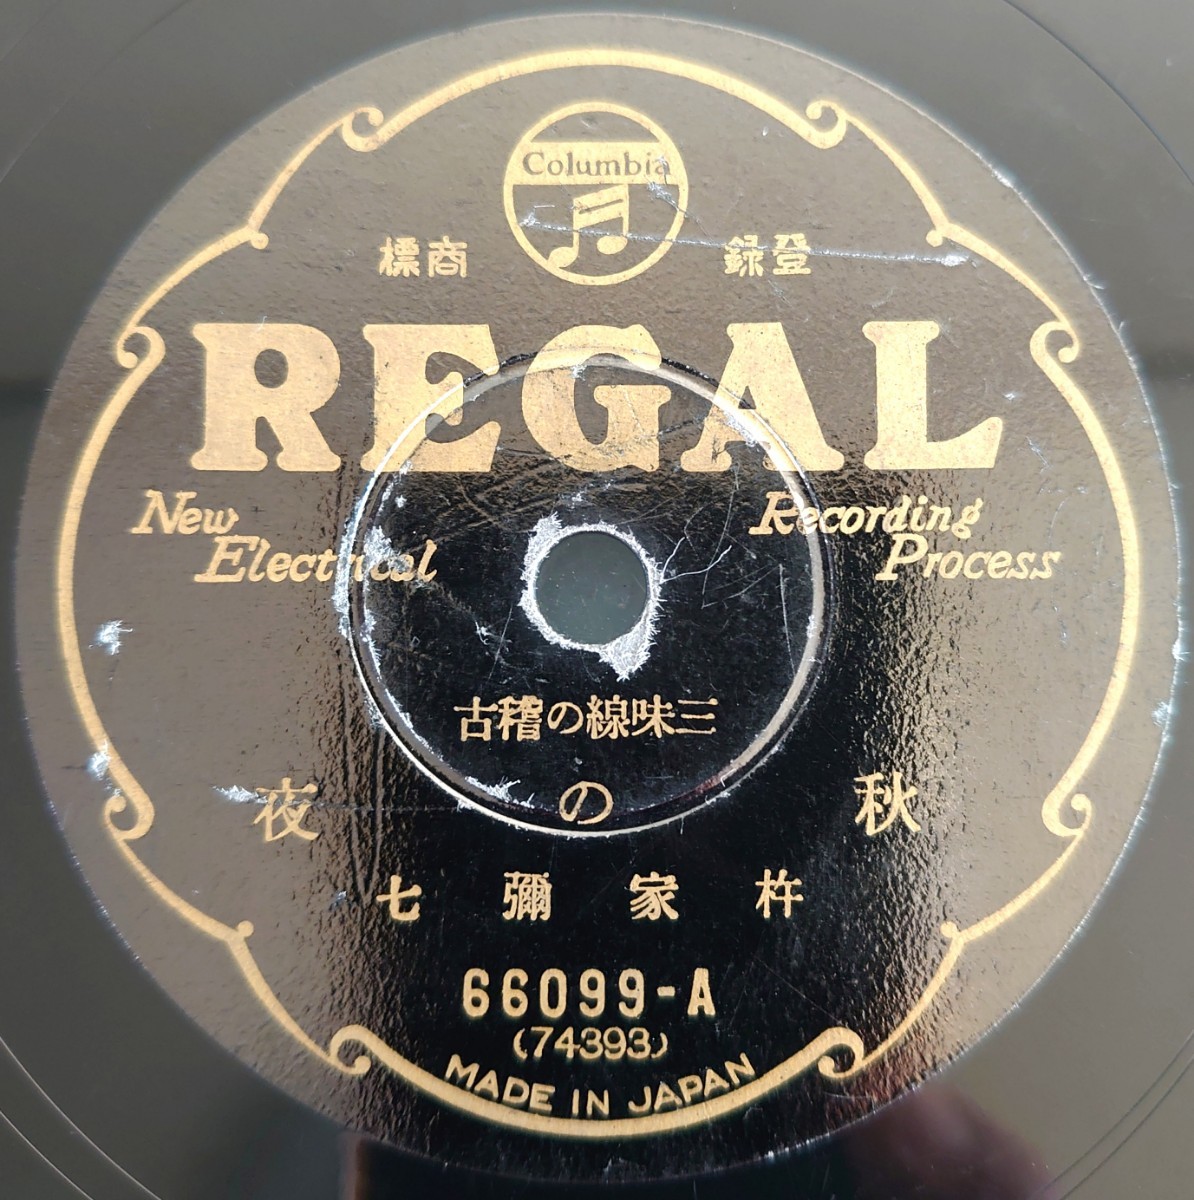 Columbia
登録 商標
REGAL
New Electrical
Recording Process
三味線の稽古
秋の夜
杵家彌七
66099-A
(74393)
MADE IN JAPAN